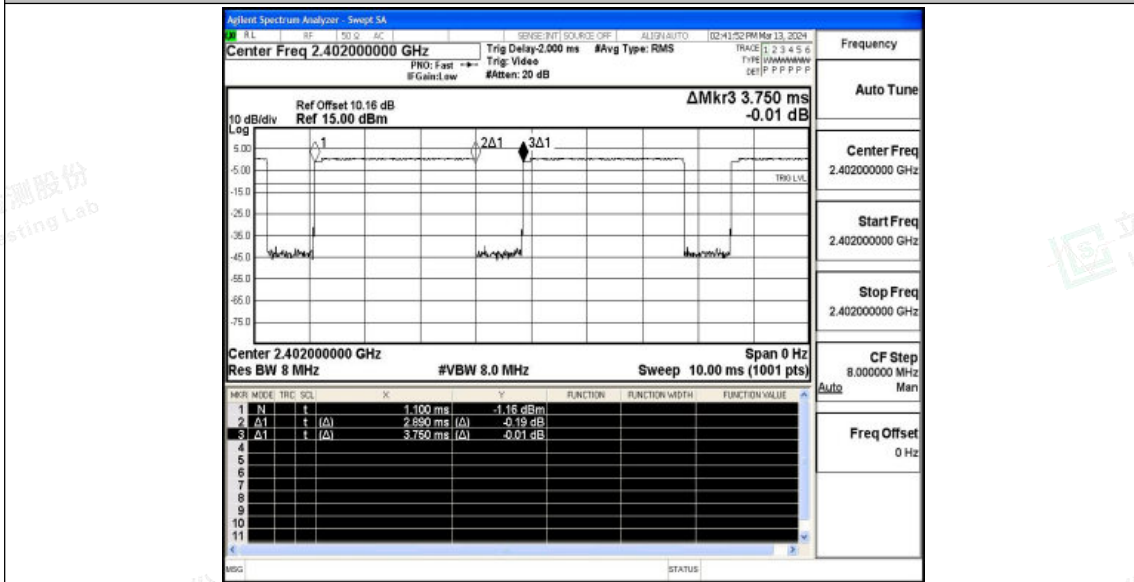 Agilent Spectrum Analyzer - Swept SA
RL RF 50 Ω AC SENSE:INT SOURCE OFF ALIGN AUTO 02:41:52 PM Mar 13, 2024
Center Freq 2.402000000 GHz
PNO: Fast
IFGain:Low
Trig Delay-2.000 ms
Trig: Video
#Atten: 20 dB
#Avg Type: RMS
TRACE 1 2 3 4 5 6
TYPE WWWWWWW
DET P P P P P P
ΔMkr3 3.750 ms
-0.01 dB
Ref Offset 10.16 dB
10 dB/div Ref 15.00 dBm
Log
1 2Δ1 3Δ1
5.00
-5.00
TRIG LVL
-15.0
-25.0
-35.0
-45.0
-55.0
-65.0
-75.0
Center 2.402000000 GHz Span 0 Hz
Res BW 8 MHz #VBW 8.0 MHz Sweep 10.00 ms (1001 pts)
MKR MODE TRC SCL X Y FUNCTION FUNCTION WIDTH FUNCTION VALUE
1 N t 1.100 ms -1.16 dBm
2 Δ1 t (Δ) 2.890 ms (Δ) -0.19 dB
3 Δ1 t (Δ) 3.750 ms (Δ) -0.01 dB
4
5
6
7
8
9
10
11
MSG STATUS
Frequency
Auto Tune
Center Freq
2.402000000 GHz
Start Freq
2.402000000 GHz
Stop Freq
2.402000000 GHz
CF Step
8.000000 MHz
Auto Man
Freq Offset
0 Hz
测股份
sting Lab
立